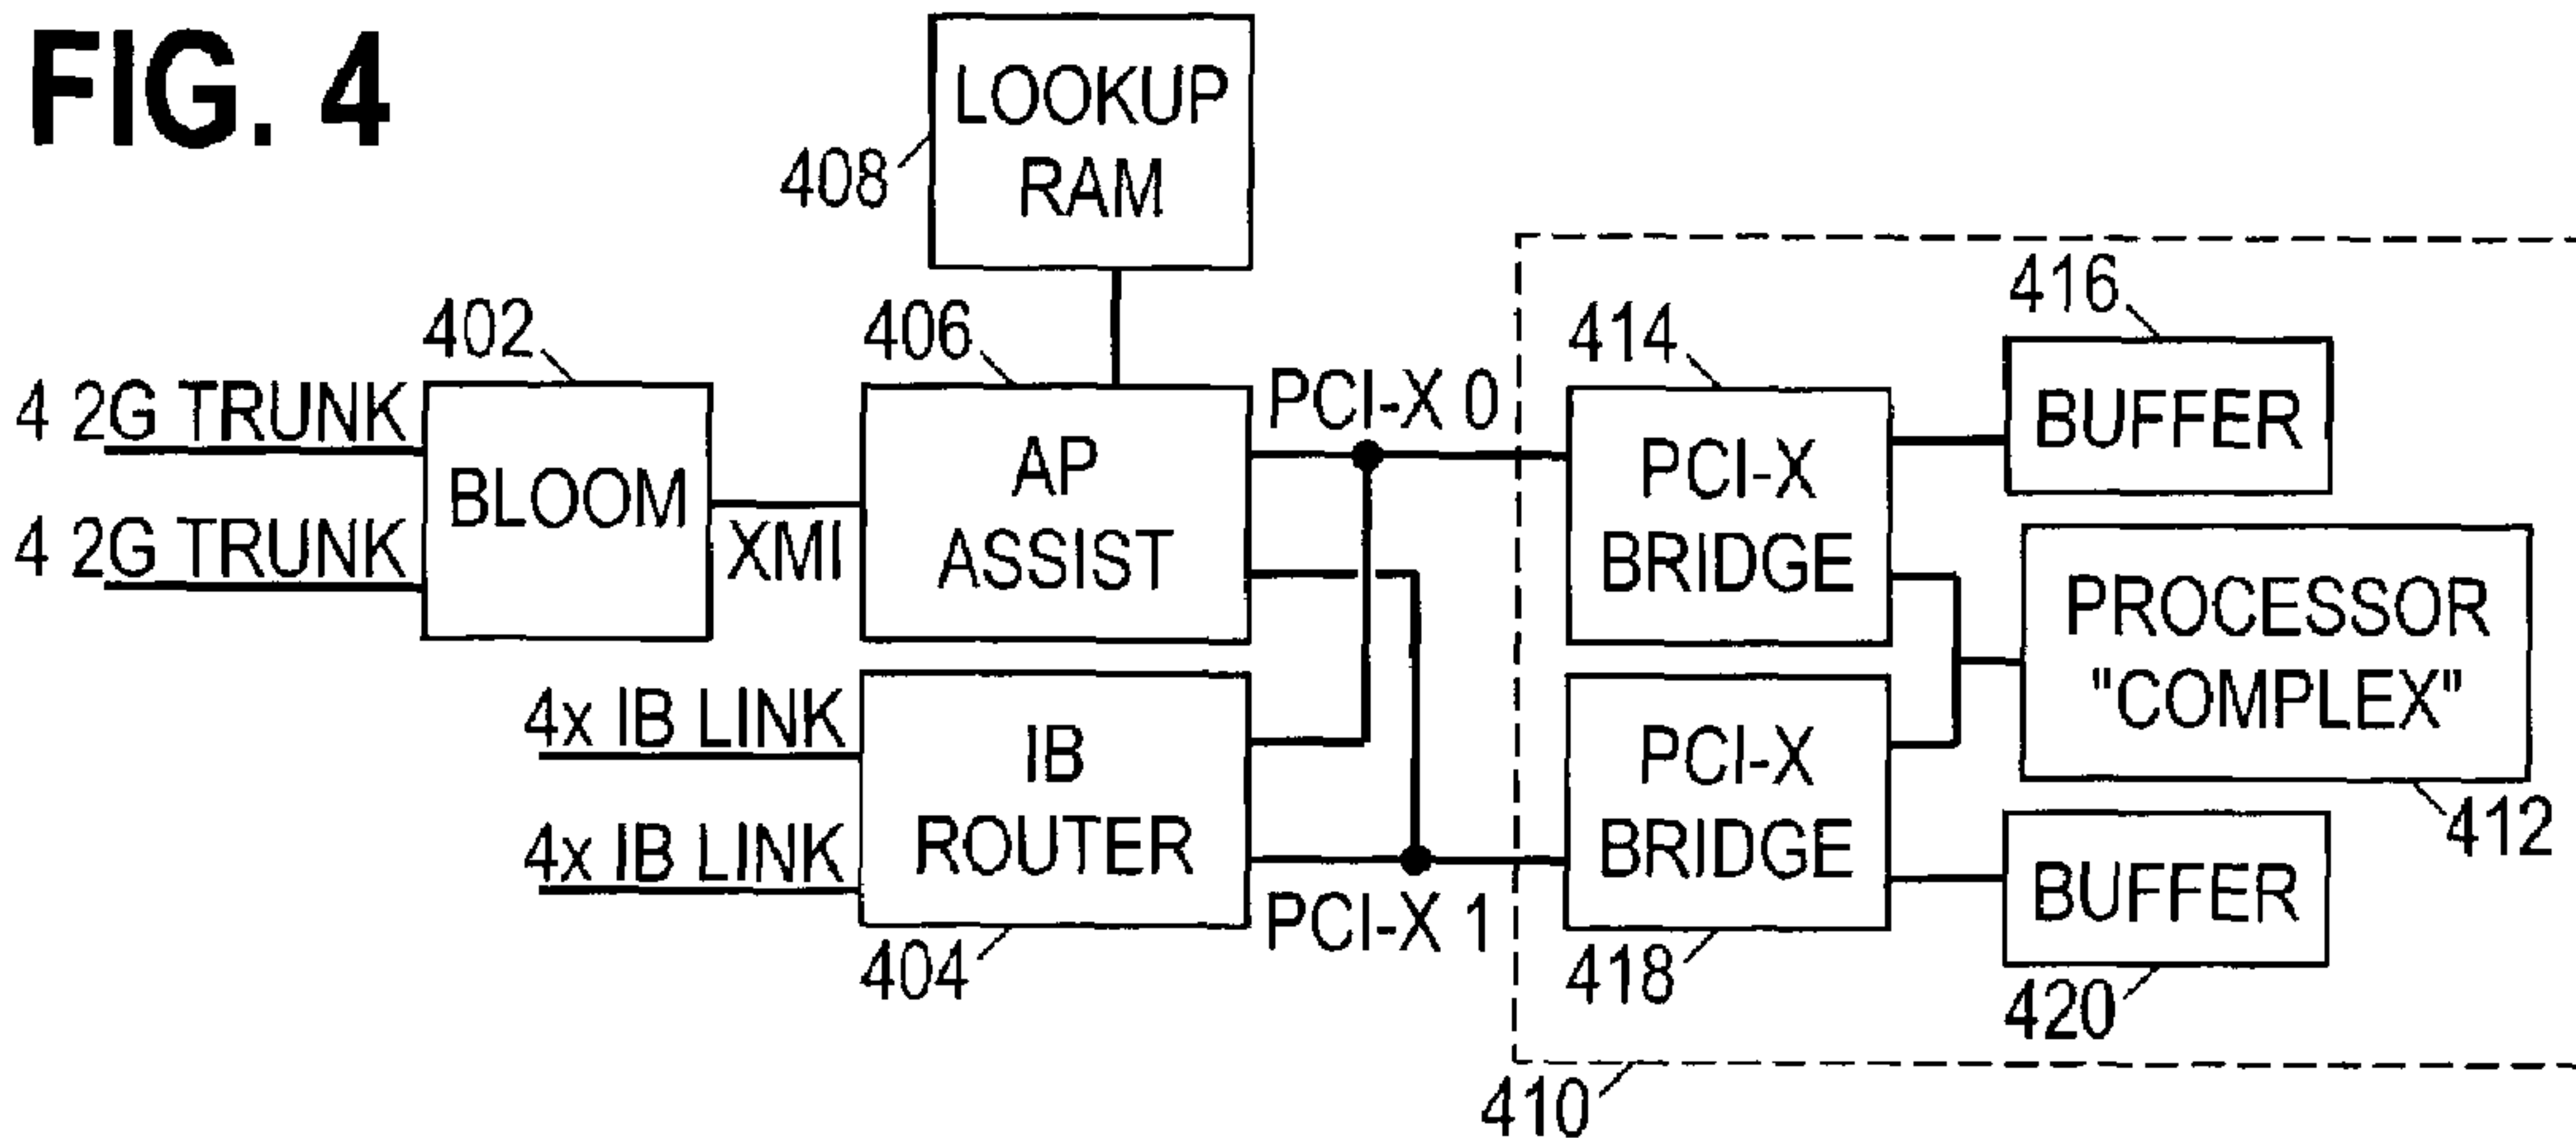 FIG. 4
LOOKUP
RAM
408
402
4 2G TRUNK
4 2G TRUNK
BLOOM
XMI
406
AP
ASSIST
PCI-X 0
4x IB LINK
4x IB LINK
IB
ROUTER
404
PCI-X 1
414
PCI-X
BRIDGE
416
BUFFER
PROCESSOR
"COMPLEX"
412
PCI-X
BRIDGE
418
BUFFER
420
410